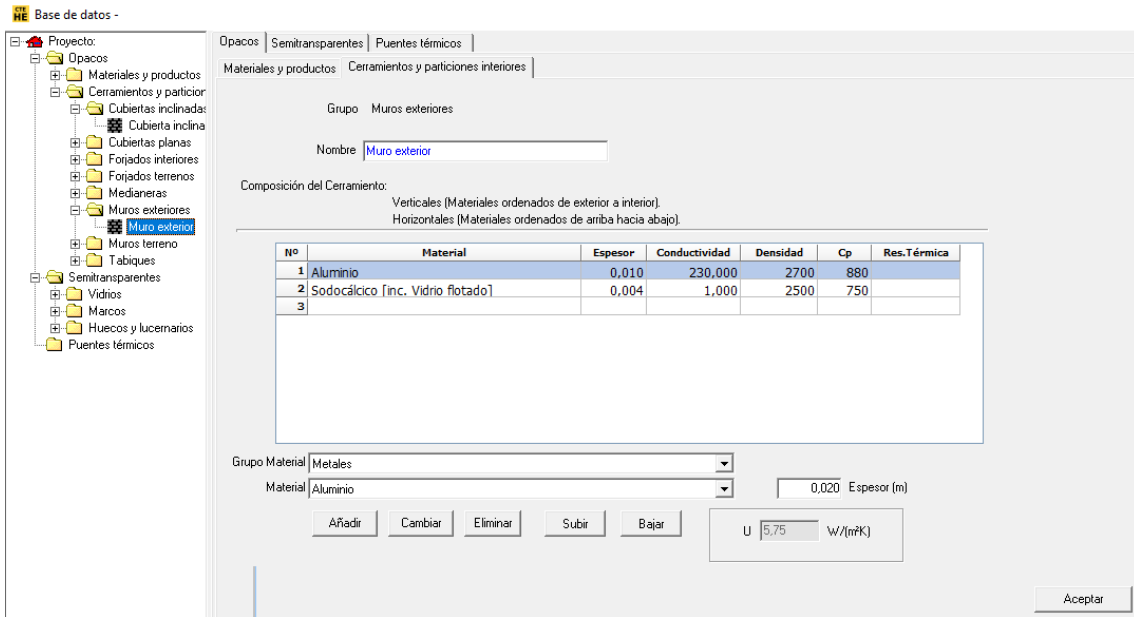 CTE
HE Base de datos -
Proyecto:
Opacos
Materiales y productos
Cerramientos y particior
Cubiertas inclinadas
Cubierta inclina
Cubiertas planas
Forjados interiores
Forjados terrenos
Medianeras
Muros exteriores
Muro exterior
Muros terreno
Tabiques
Semitransparentes
Vidrios
Marcos
Huecos y lucernarios
Puentes térmicos
Opacos Semitransparentes Puentes térmicos
Materiales y productos Cerramientos y particiones interiores
Grupo Muros exteriores
Nombre Muro exterior
Composición del Cerramiento:
Verticales (Materiales ordenados de exterior a interior).
Horizontales (Materiales ordenados de arriba hacia abajo).
Nº Material Espesor Conductividad Densidad Cp Res.Térmica
1 Aluminio 0,010 230,000 2700 880
2 Sodocálcico [inc. Vidrio flotado] 0,004 1,000 2500 750
3
Grupo Material Metales
Material Aluminio 0,020 Espesor (m)
Añadir Cambiar Eliminar Subir Bajar
U 5,75 W/(m²K)
Aceptar